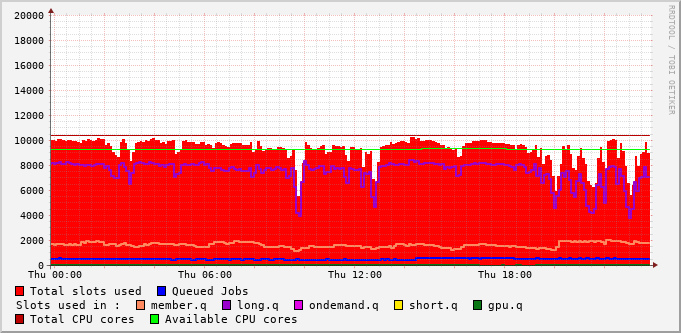 RRDTOOL / TOBI OETIKER
20000
18000
16000
14000
12000
10000
8000
6000
4000
2000
0
Thu 00:00 Thu 06:00 Thu 12:00 Thu 18:00
Total slots used Queued Jobs
Slots used in : member.q long.q ondemand.q short.q gpu.q
Total CPU cores Available CPU cores